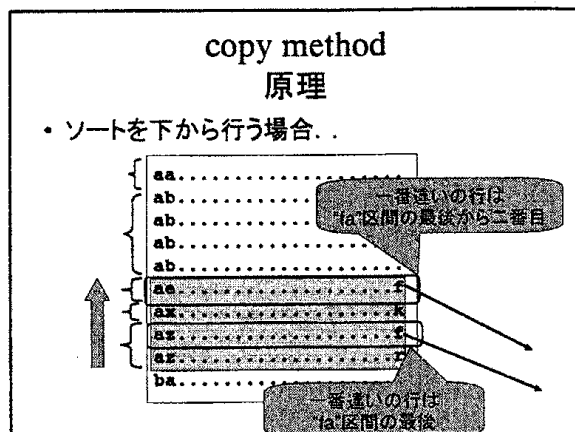 copy method
原理
• ソートを下から行う場合..
aa......................
ab......................
ab......................
ab......................
ab......................
ae......................f
ax......................k
az......................f
az......................r
ba......................
一番違いの行は
"fa"区間の最後から二番目
一番違いの行は
"fa"区間の最後